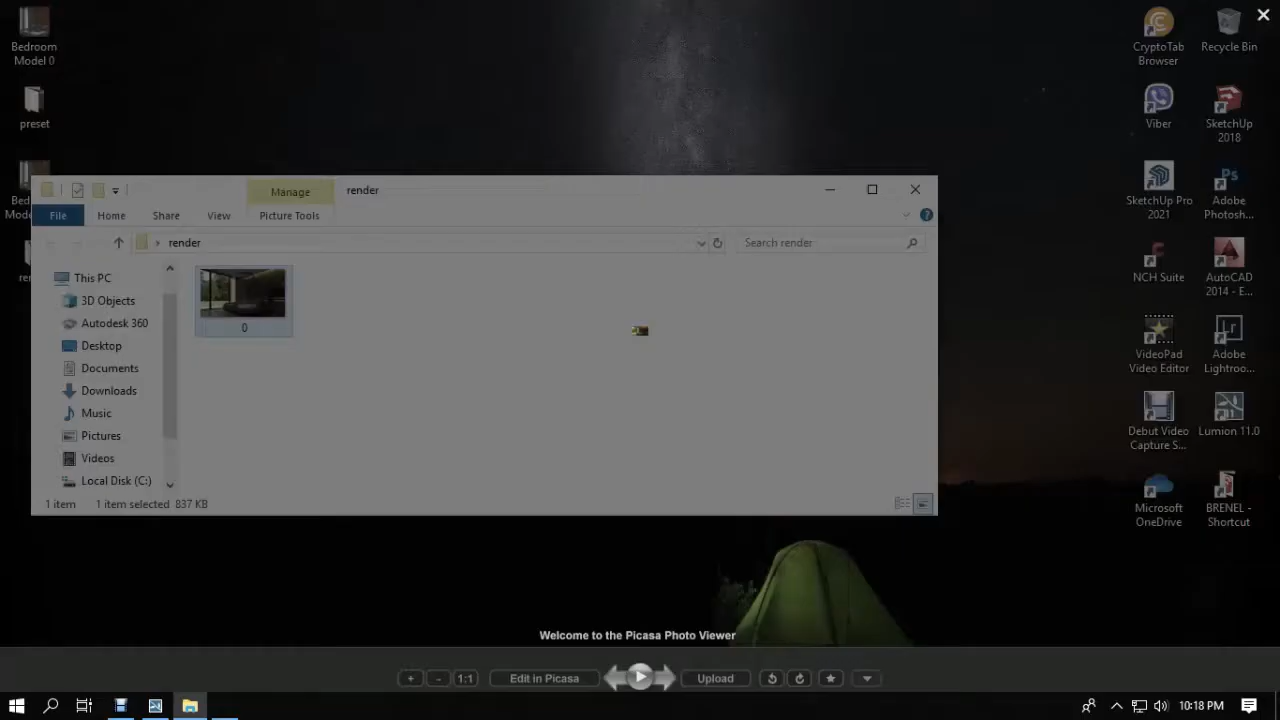 Bedroom
Model 0
preset
CryptoTab
Browser
Recycle Bin
Viber
SketchUp
2018
SketchUp Pro
2021
Ps
Adobe
Photosh...
NCH Suite
AutoCAD
2014 - E...
VideoPad
Video Editor
Lr
Adobe
Lightroo...
Debut Video
Capture S...
Lumion 11.0
Microsoft
OneDrive
BRENEL -
Shortcut
Manage
render
File
Home
Share
View
Picture Tools
render
Search render
This PC
3D Objects
Autodesk 360
Desktop
Documents
Downloads
Music
Pictures
Videos
Local Disk (C:)
0
1 item
1 item selected 837 KB
Welcome to the Picasa Photo Viewer
+
-
1:1
Edit in Picasa
Upload
10:18 PM